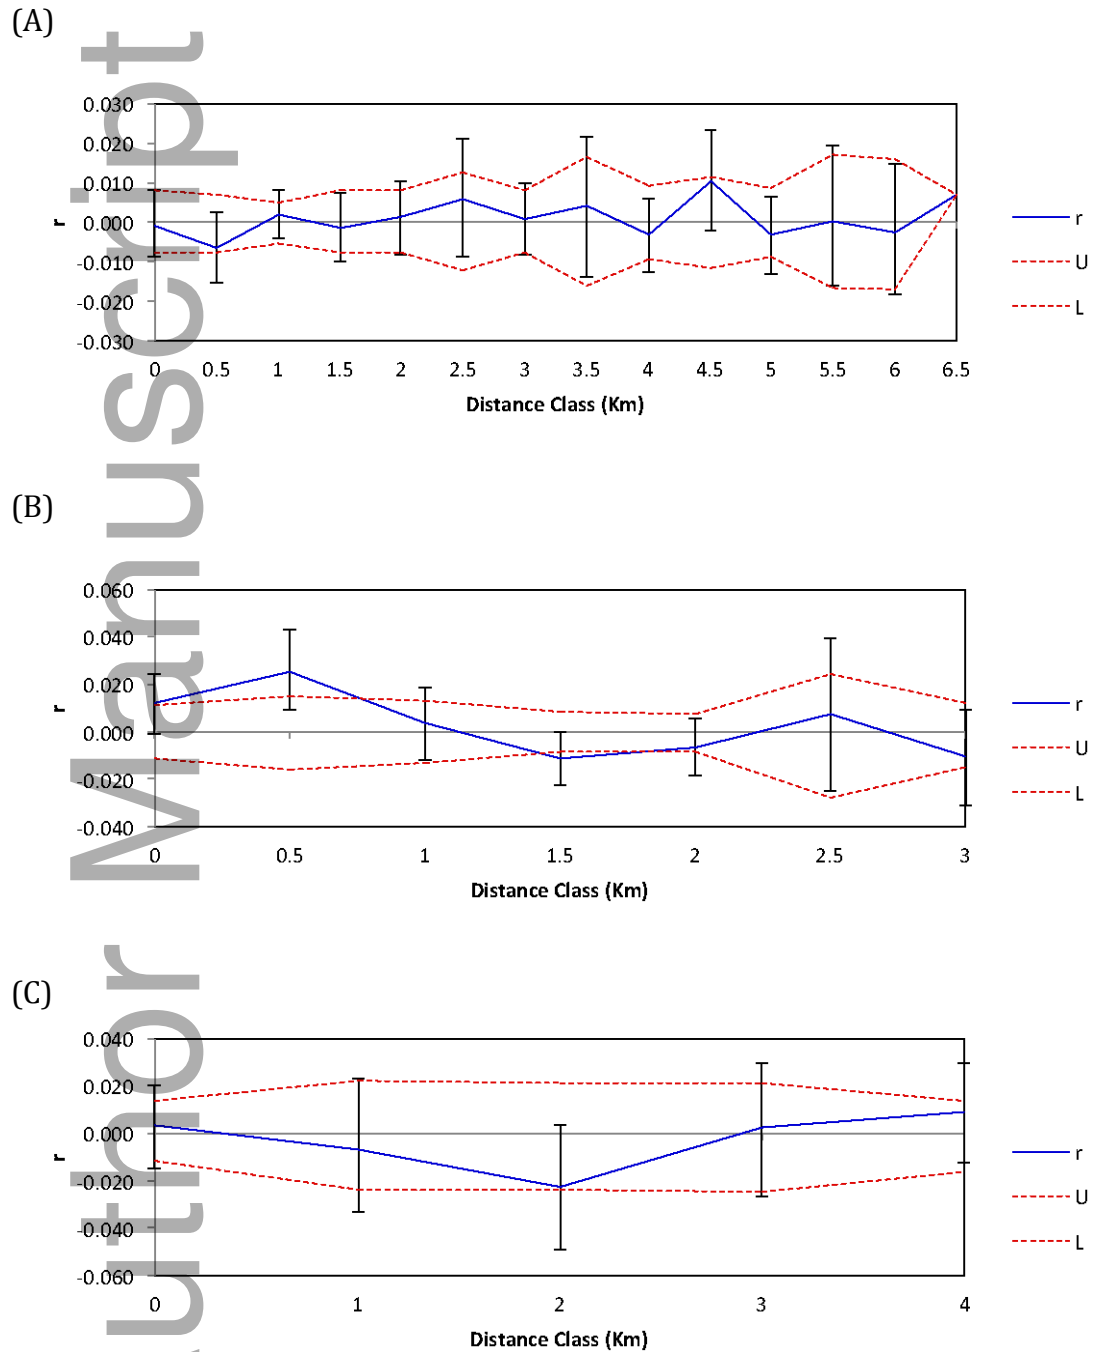 (A)
0.030
0.020
0.010
0.000
-0.010
-0.020
-0.030
r
0 0.5 1 1.5 2 2.5 3 3.5 4 4.5 5 5.5 6 6.5
Distance Class (Km)
r
U
L
(B)
0.060
0.040
0.020
0.000
-0.020
-0.040
r
0 0.5 1 1.5 2 2.5 3
Distance Class (Km)
r
U
L
(C)
0.040
0.020
0.000
-0.020
-0.040
-0.060
r
0 1 2 3 4
Distance Class (Km)
r
U
L
uthor Manuscript